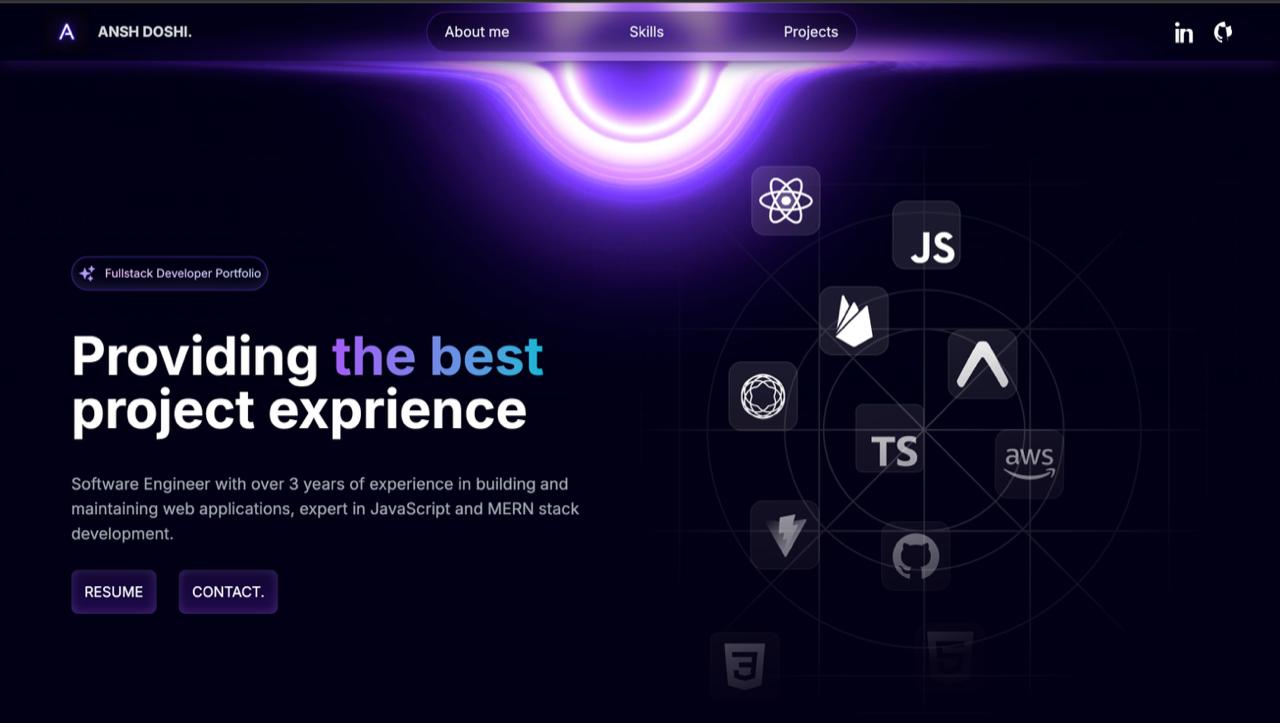 A
ANSH DOSHI.
About me
Skills
Projects
in
Fullstack Developer Portfolio
Providing the best
project exprience
Software Engineer with over 3 years of experience in building and
maintaining web applications, expert in JavaScript and MERN stack
development.
RESUME
CONTACT.
JS
TS
aws
3
5